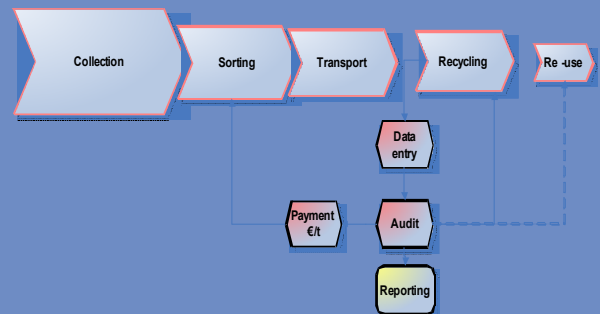 Collection
Sorting
Transport
Recycling
Re -use
Data
entry
Payment
€/t
Audit
Reporting